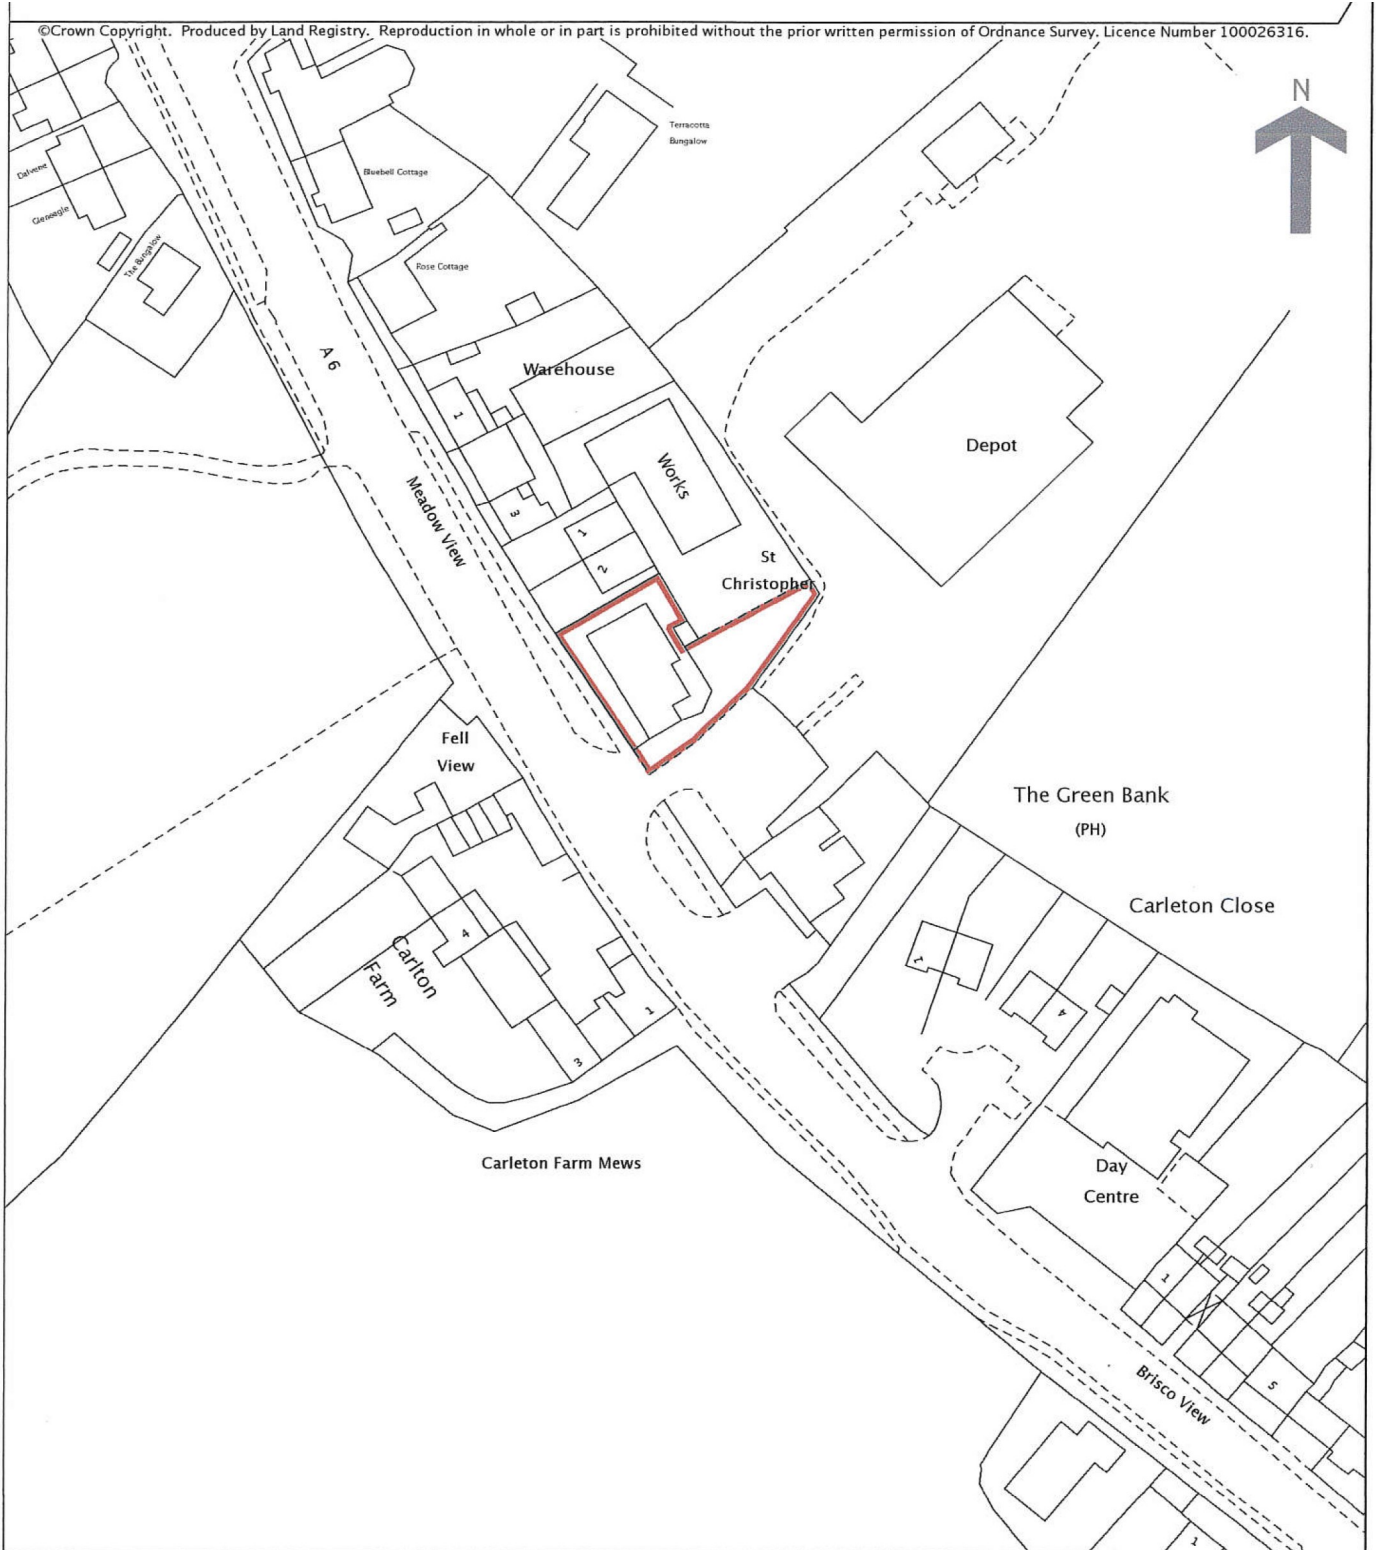 ©Crown Copyright. Produced by Land Registry. Reproduction in whole or in part is prohibited without the prior written permission of Ordnance Survey. Licence Number 100026316.
N
Terracotta
Bungalow
Dalvene
Gleneagle
The Bungalow
Bluebell Cottage
Rose Cottage
A 6
Warehouse
1
Works
Depot
Meadow View
3
1
2
St
Christopher
Fell
View
The Green Bank
(PH)
Carleton Close
4
Carlton
Farm
1
4
1
3
Carleton Farm Mews
Day
Centre
1
5
Brisco View
1